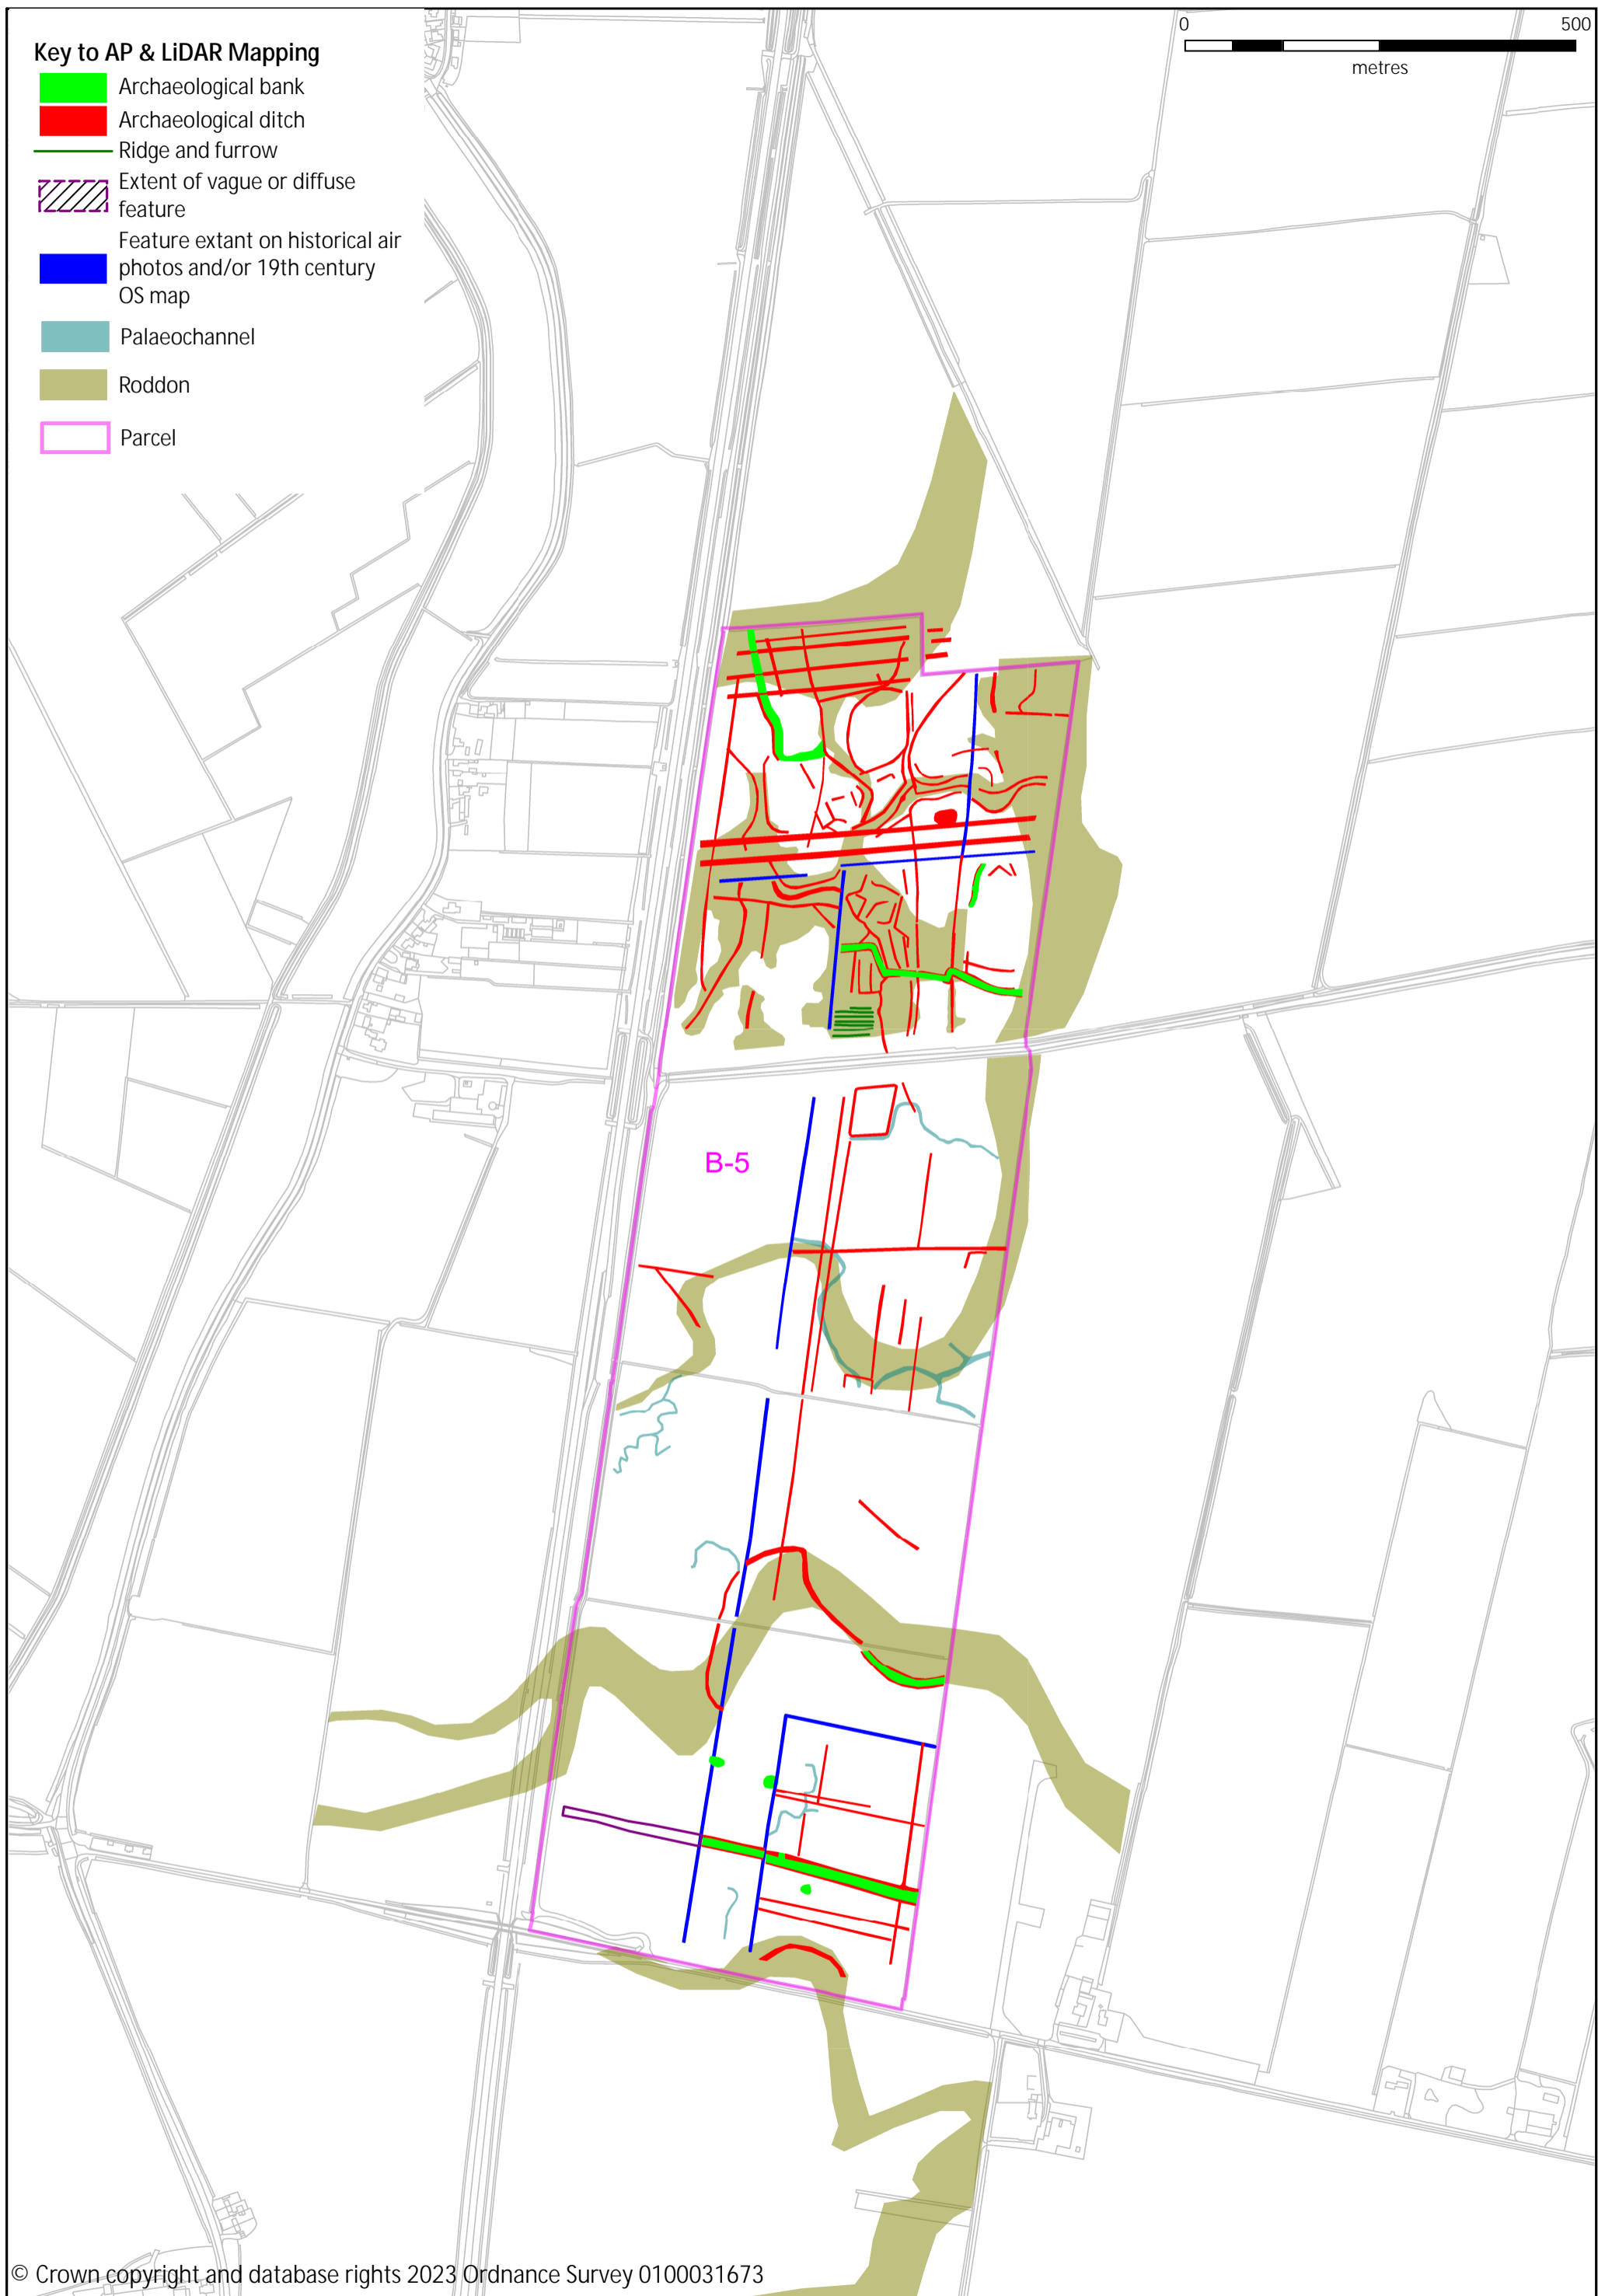 Key to AP & LiDAR Mapping
Archaeological bank
Archaeological ditch
Ridge and furrow
Extent of vague or diffuse
feature
Feature extant on historical air
photos and/or 19th century
OS map
Palaeochannel
Roddon
Parcel
0 500
metres
B-5
© Crown copyright and database rights 2023 Ordnance Survey 0100031673